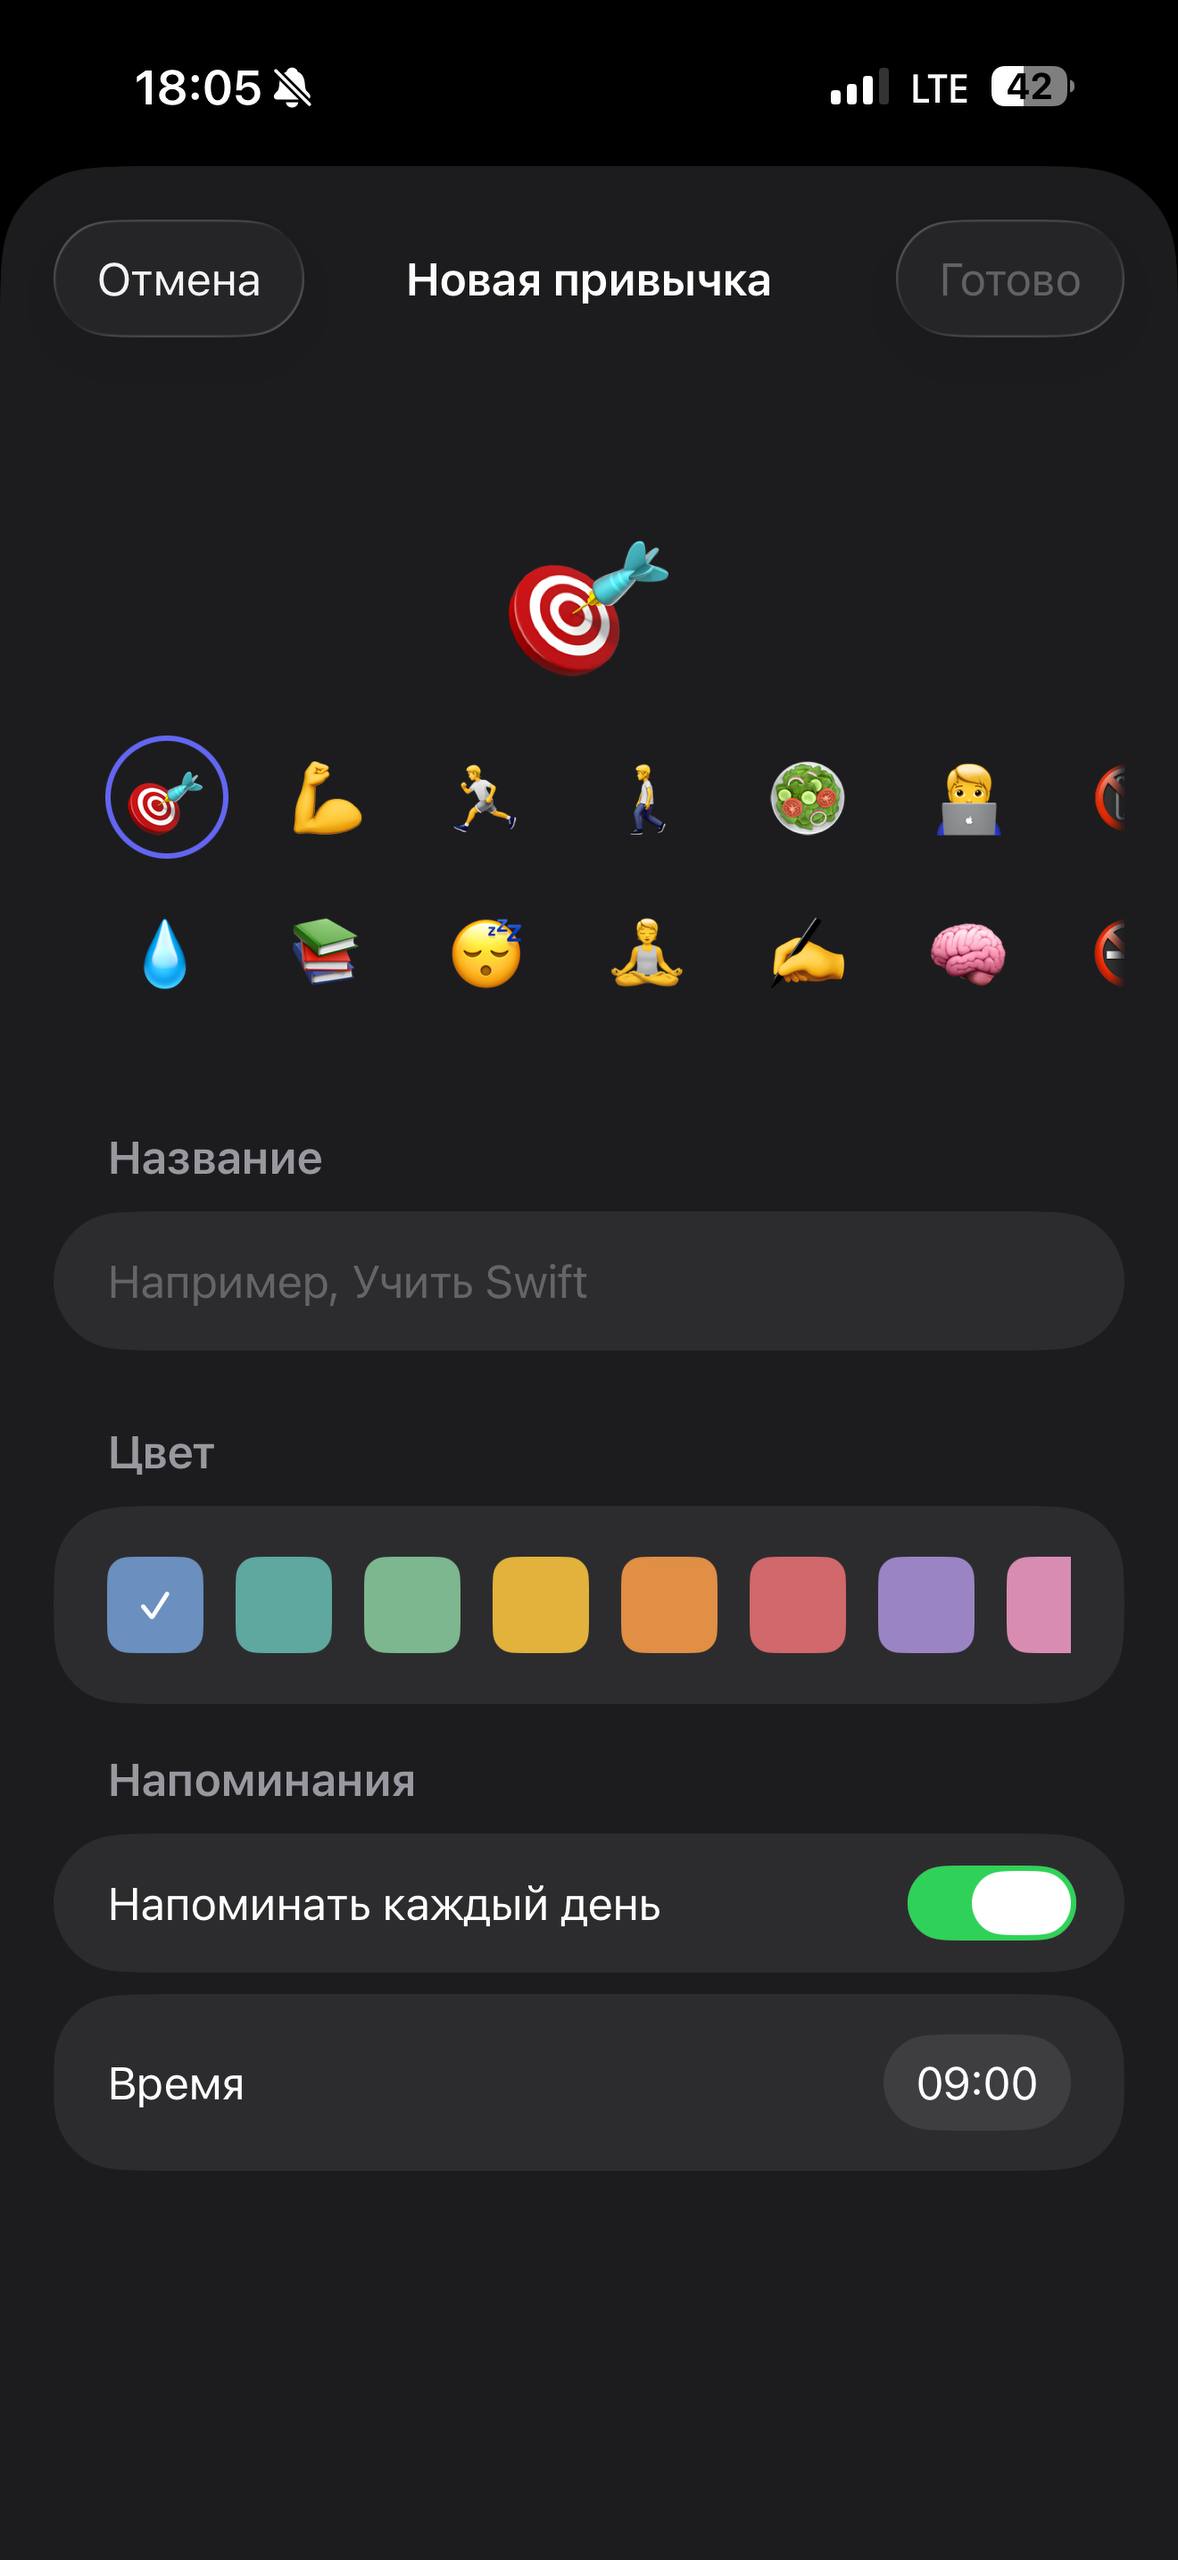 18:05
LTE
42
Отмена
Новая привычка
Готово
Название
Например, Учить Swift
Цвет
Напоминания
Напоминать каждый день
Время
09:00